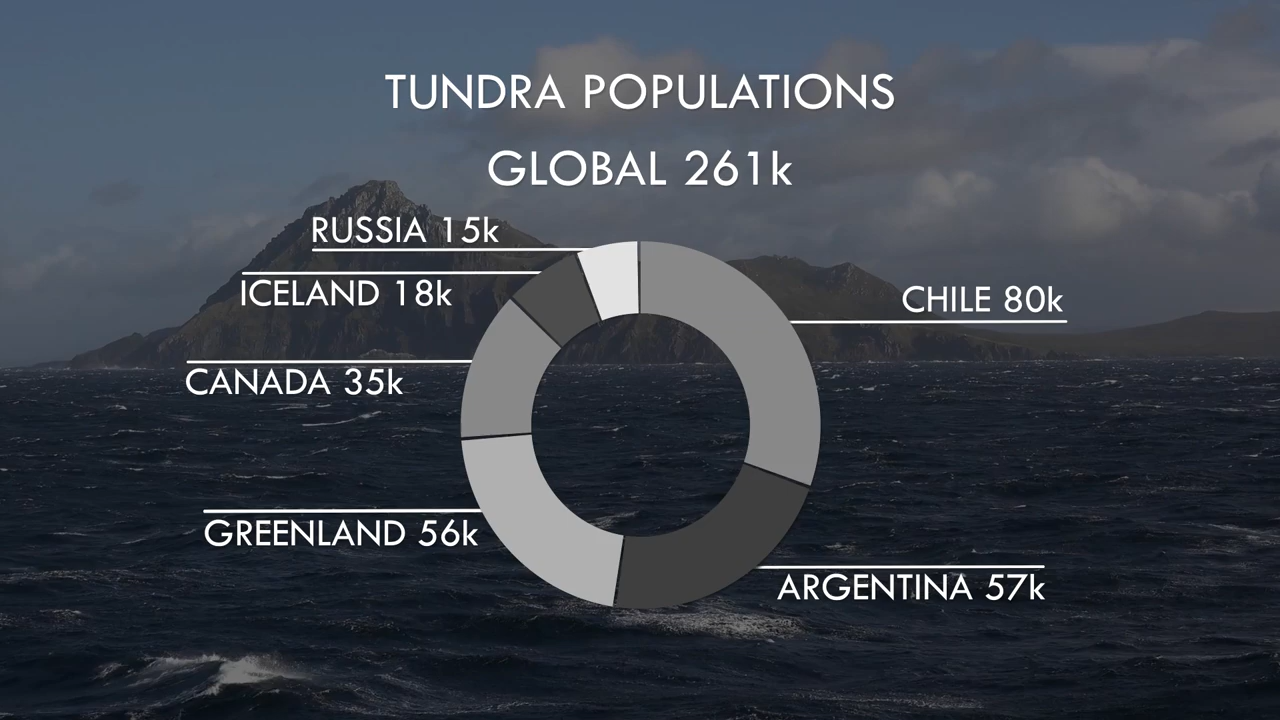 TUNDRA POPULATIONS
GLOBAL 261k
RUSSIA 15k
ICELAND 18k
CHILE 80k
CANADA 35k
GREENLAND 56k
ARGENTINA 57k